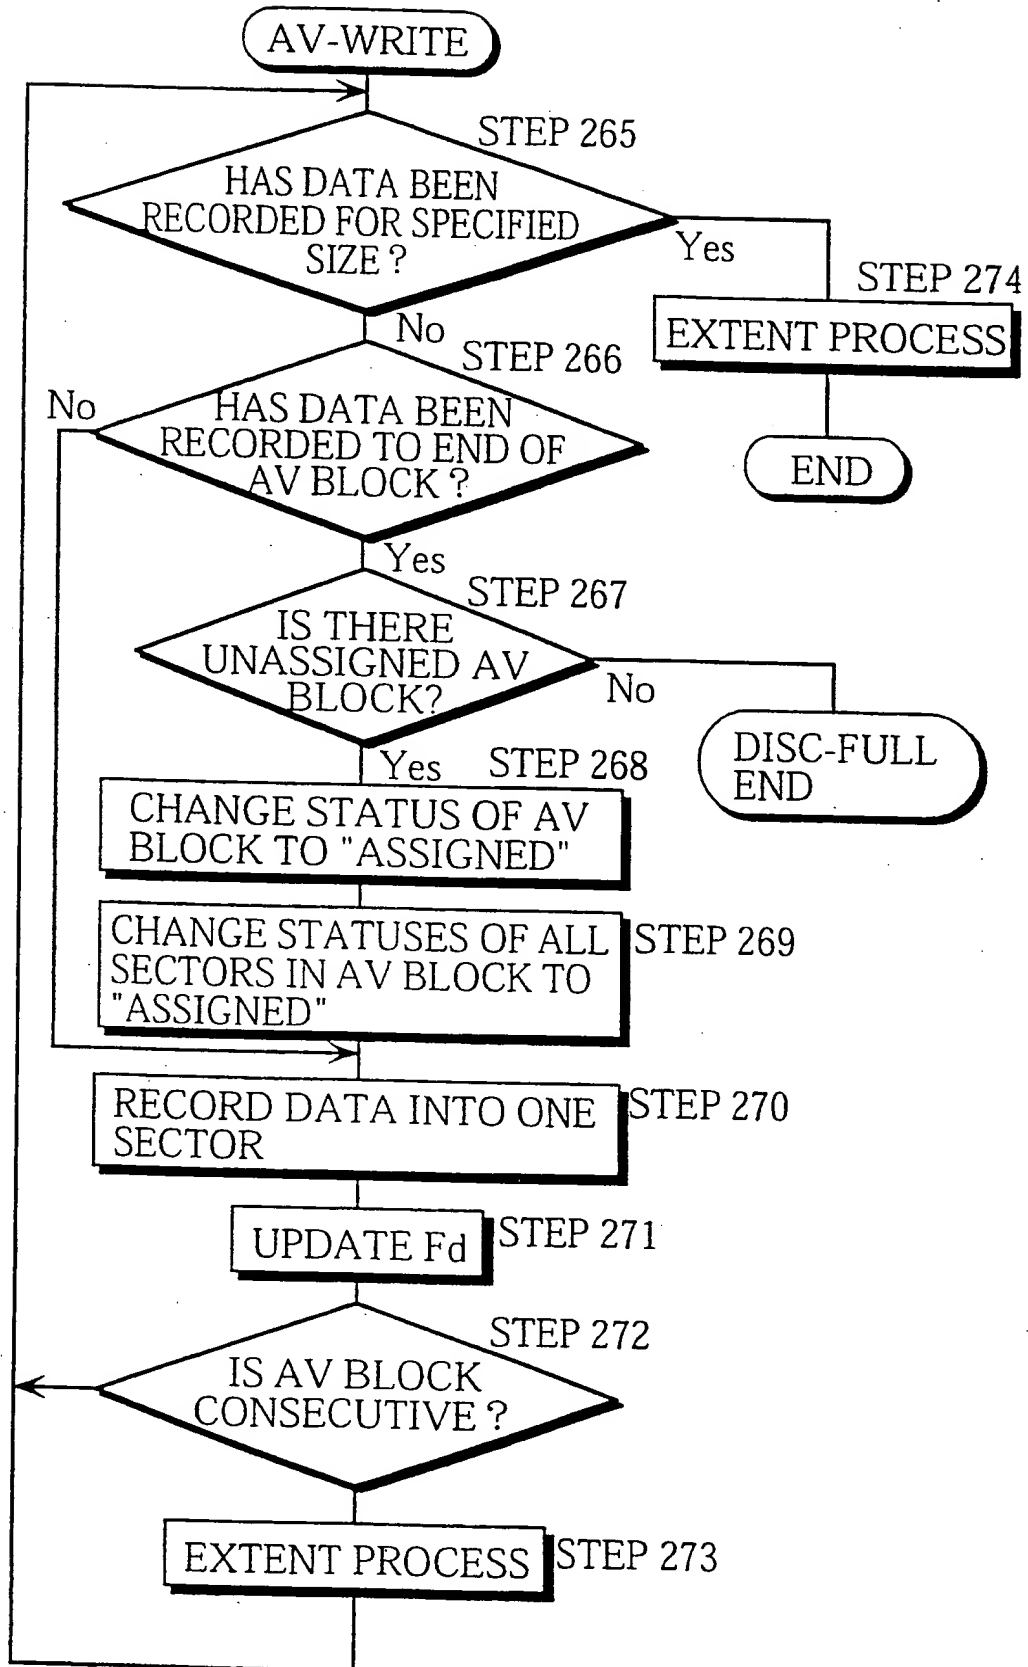 AV-WRITE
STEP 265
HAS DATA BEEN
RECORDED FOR SPECIFIED
SIZE ?
Yes
STEP 274
EXTENT PROCESS
END
No
STEP 266
No
HAS DATA BEEN
RECORDED TO END OF
AV BLOCK ?
Yes
STEP 267
IS THERE
UNASSIGNED AV
BLOCK?
No
DISC-FULL
END
Yes
STEP 268
CHANGE STATUS OF AV
BLOCK TO "ASSIGNED"
CHANGE STATUSES OF ALL
SECTORS IN AV BLOCK TO
"ASSIGNED"
STEP 269
RECORD DATA INTO ONE
SECTOR
STEP 270
UPDATE Fd
STEP 271
STEP 272
IS AV BLOCK
CONSECUTIVE ?
EXTENT PROCESS
STEP 273